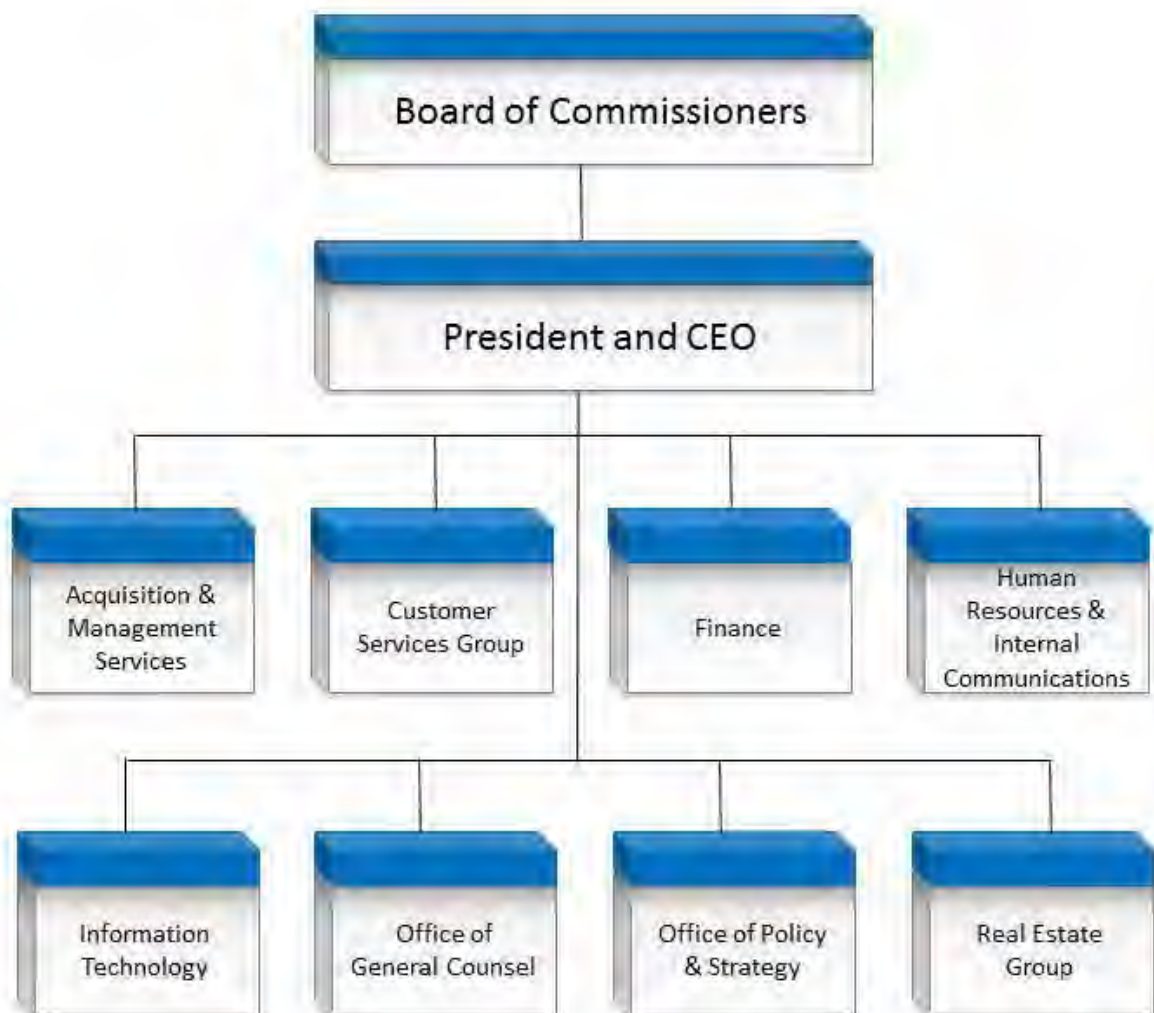 Board of Commissioners
President and CEO
Acquisition &
Management
Services
Customer
Services Group
Finance
Human
Resources &
Internal
Communications
Information
Technology
Office of
General Counsel
Office of Policy
& Strategy
Real Estate
Group